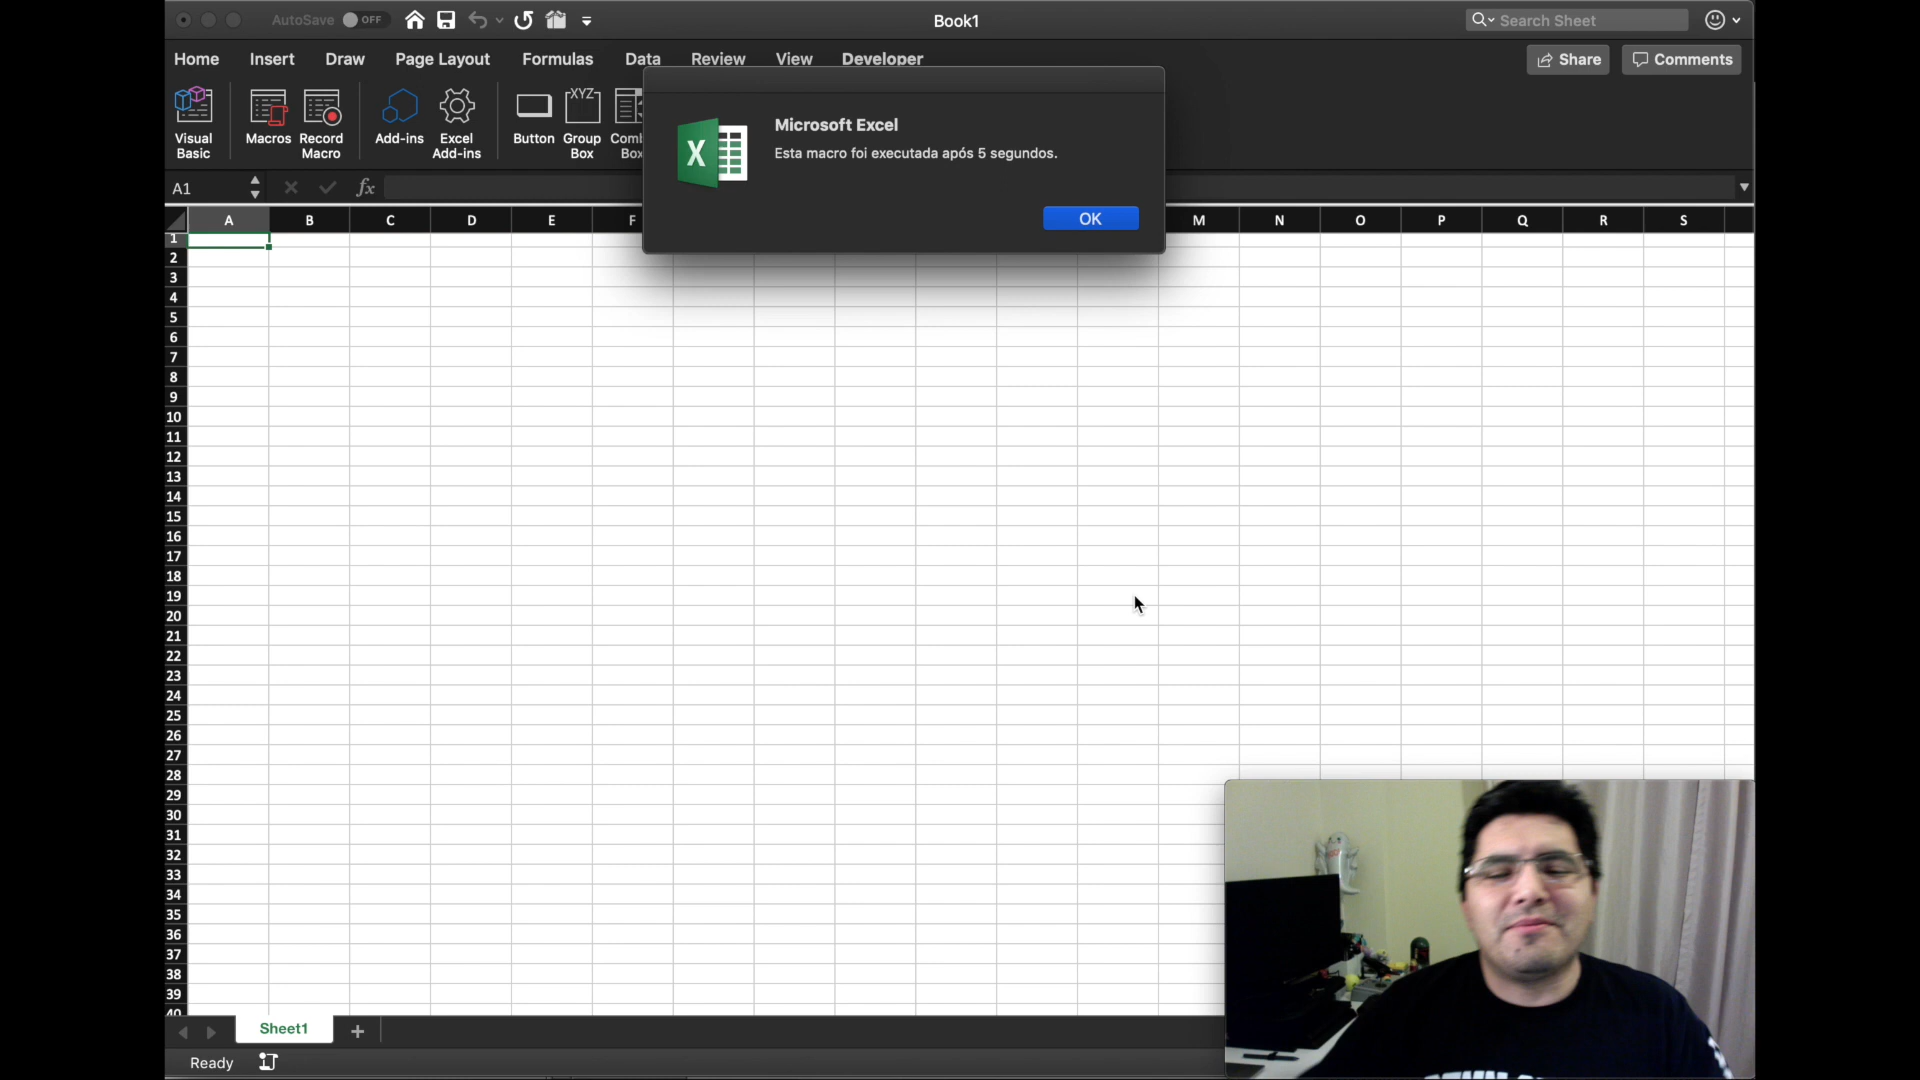 AutoSave OFF
Book1
Search Sheet
Home Insert Draw Page Layout Formulas Data Review View Developer
Share Comments
Visual Basic
Macros
Record Macro
Add-ins
Excel Add-ins
Button
XYZ
Group Box
Microsoft Excel
Esta macro foi executada após 5 segundos.
OK
A1
fx
A B C D E F M N O P Q R S
1
2
3
4
5
6
7
8
9
10
11
12
13
14
15
16
17
18
19
20
21
22
23
24
25
26
27
28
29
30
31
32
33
34
35
36
37
38
39
40
Sheet1
Ready